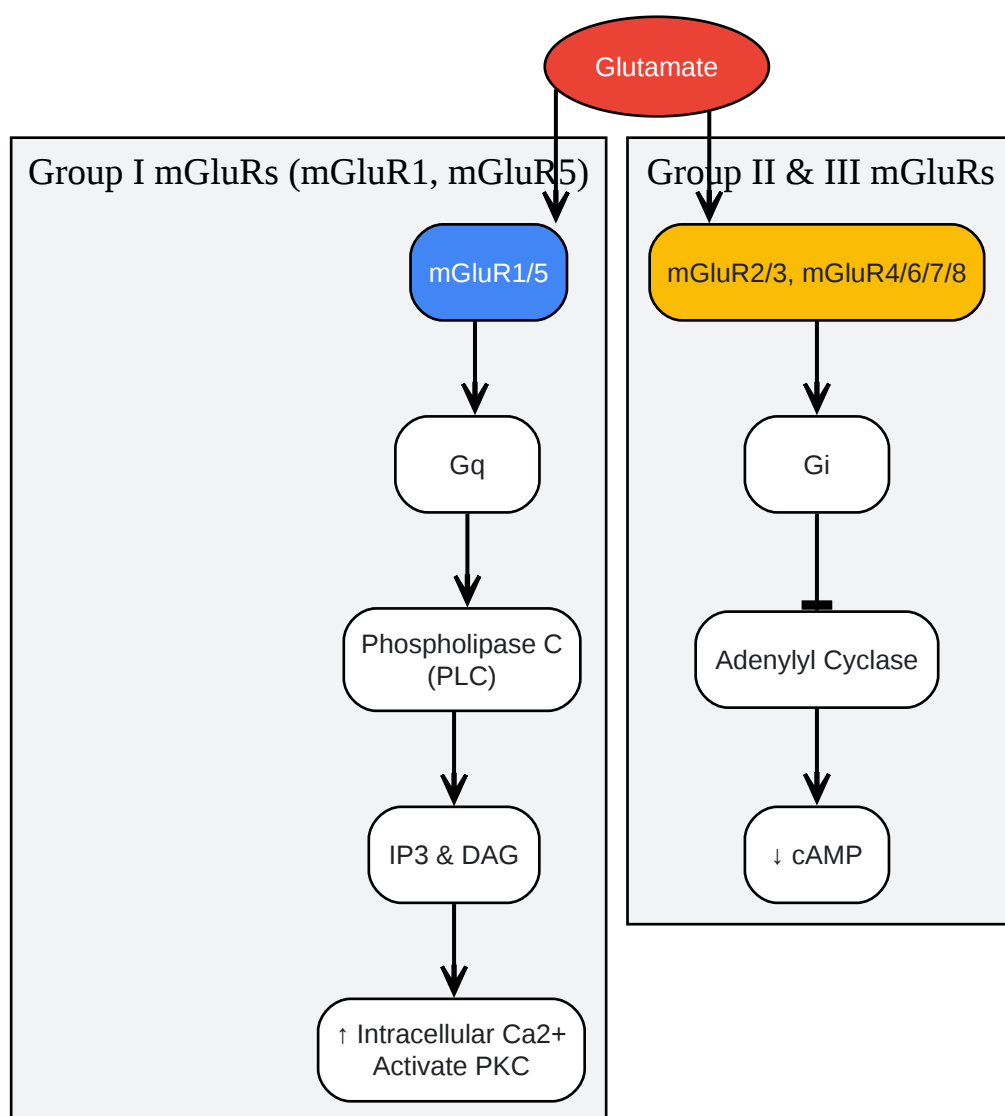 Glutamate
Group I mGluRs (mGluR1, mGluR5)
mGluR1/5
Gq
Phospholipase C
(PLC)
IP3 & DAG
↑ Intracellular Ca2+
Activate PKC
Group II & III mGluRs
mGluR2/3, mGluR4/6/7/8
Gi
Adenylyl Cyclase
↓ cAMP